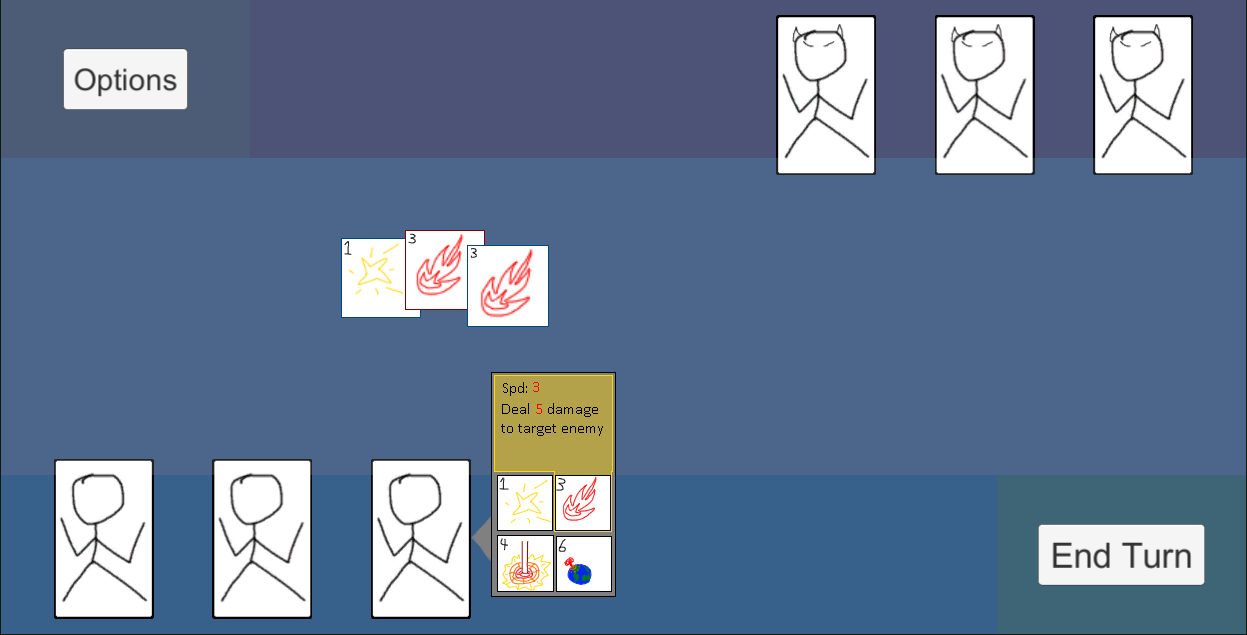 Options
1
3
3
Spd: 3
Deal 5 damage
to target enemy
1
3
4
6
End Turn